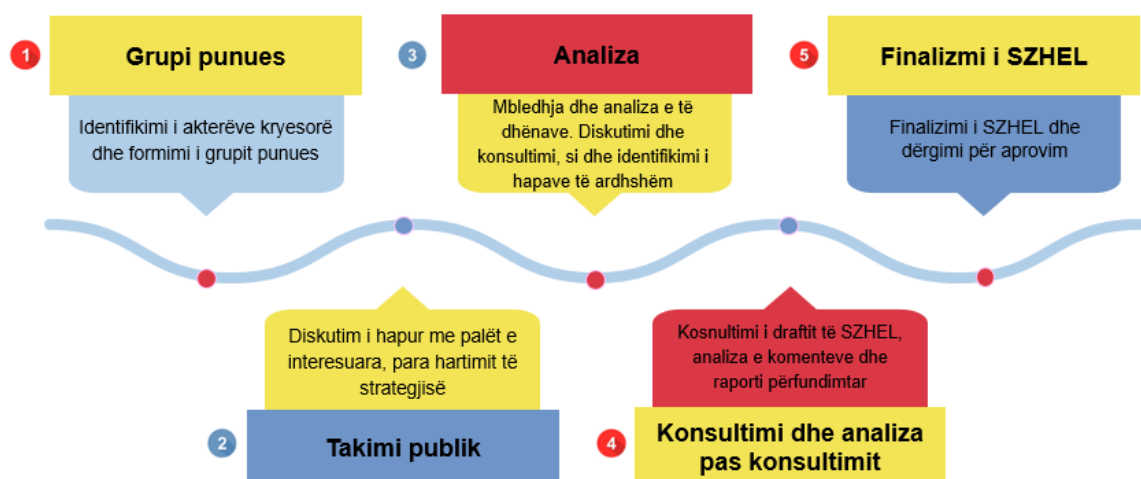 1
Grupi punues
Identifikimi i akterëve kryesorë
dhe formimi i grupit punues
2
Diskutim i hapur me palët e
interesuara, para hartimit të
strategjisë
Takimi publik
3
Analiza
Mbledhja dhe analiza e të
dhënave. Diskutimi dhe
konsultimi, si dhe identifikimi i
hapave të ardhshëm
4
Kosnultimi i draftit të SZHEL,
analiza e komenteve dhe
raporti përfundimtar
Konsultimi dhe analiza
pas konsultimit
5
Finalizmi i SZHEL
Finalizimi i SZHEL dhe
dërgimi për aprovim